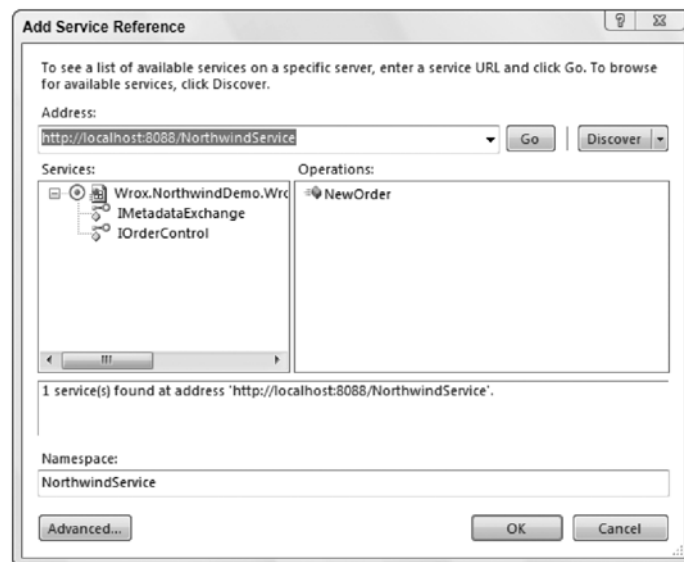 Add Service Reference
To see a list of available services on a specific server, enter a service URL and click Go. To browse
for available services, click Discover.
Address:
http://localhost:8088/NorthwindService
Go
Discover
Services:
Operations:
Wrox.NorthwindDemo.Wrc
IMetadataExchange
IOrderControl
NewOrder
1 service(s) found at address 'http://localhost:8088/NorthwindService'.
Namespace:
NorthwindService
Advanced...
OK
Cancel